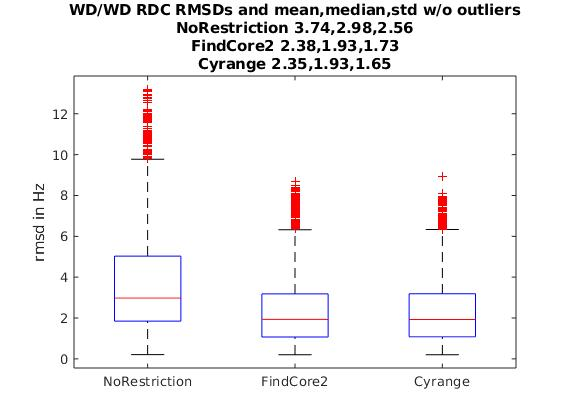 WD/WD RDC RMSDs and mean,median,std w/o outliers
NoRestriction 3.74,2.98,2.56
FindCore2 2.38,1.93,1.73
Cyrange 2.35,1.93,1.65
12
10
8
6
4
2
0
rmsd in Hz
NoRestriction FindCore2 Cyrange